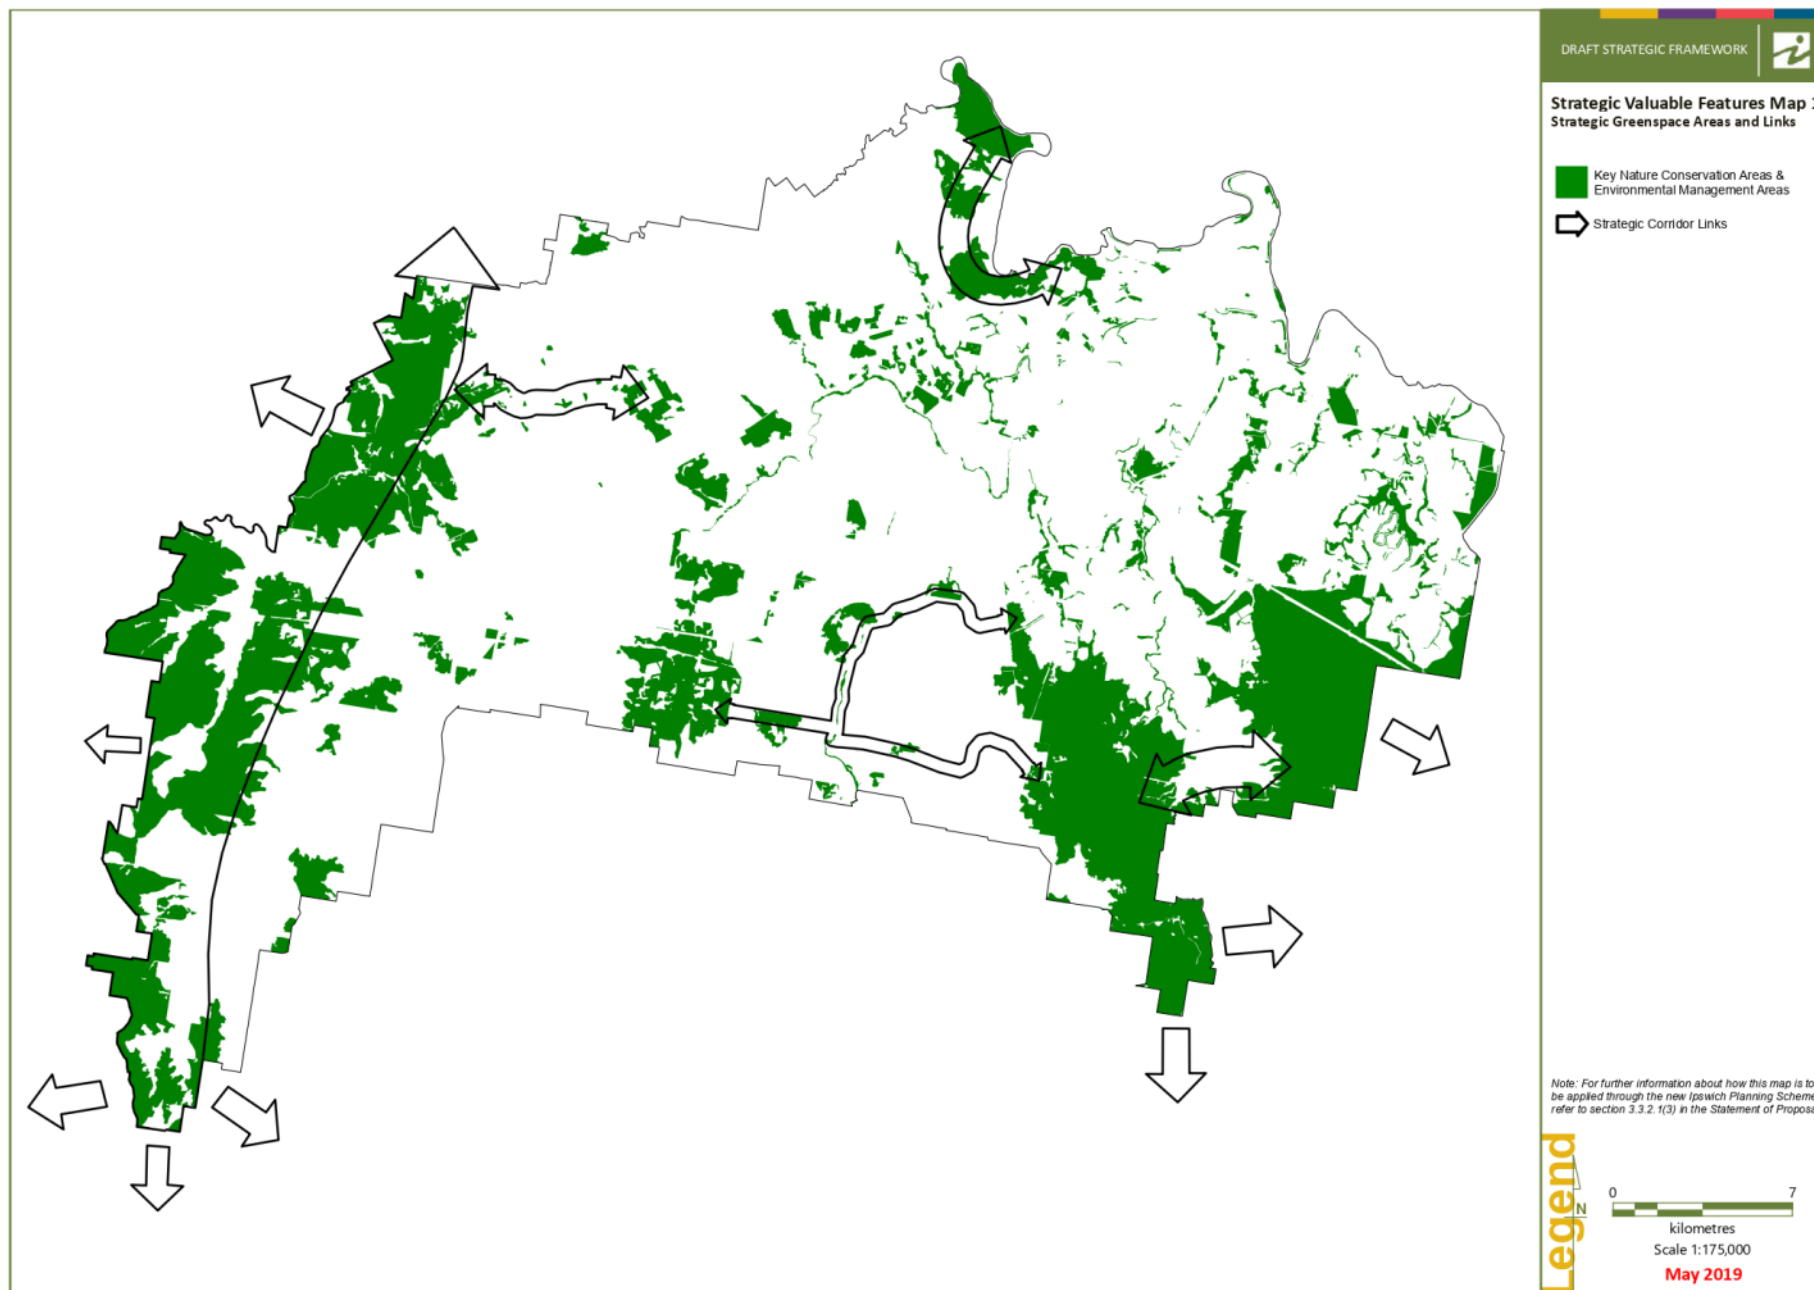 DRAFT STRATEGIC FRAMEWORK
Strategic Valuable Features Map
Strategic Greenspace Areas and Links
Key Nature Conservation Areas &
Environmental Management Areas
Strategic Corridor Links
Note: For further information about how this map is to
be applied through the new Ipswich Planning Scheme
refer to section 3.3.2.1(3) in the Statement of Proposa
Legend
N
0 7
kilometres
Scale 1:175,000
May 2019